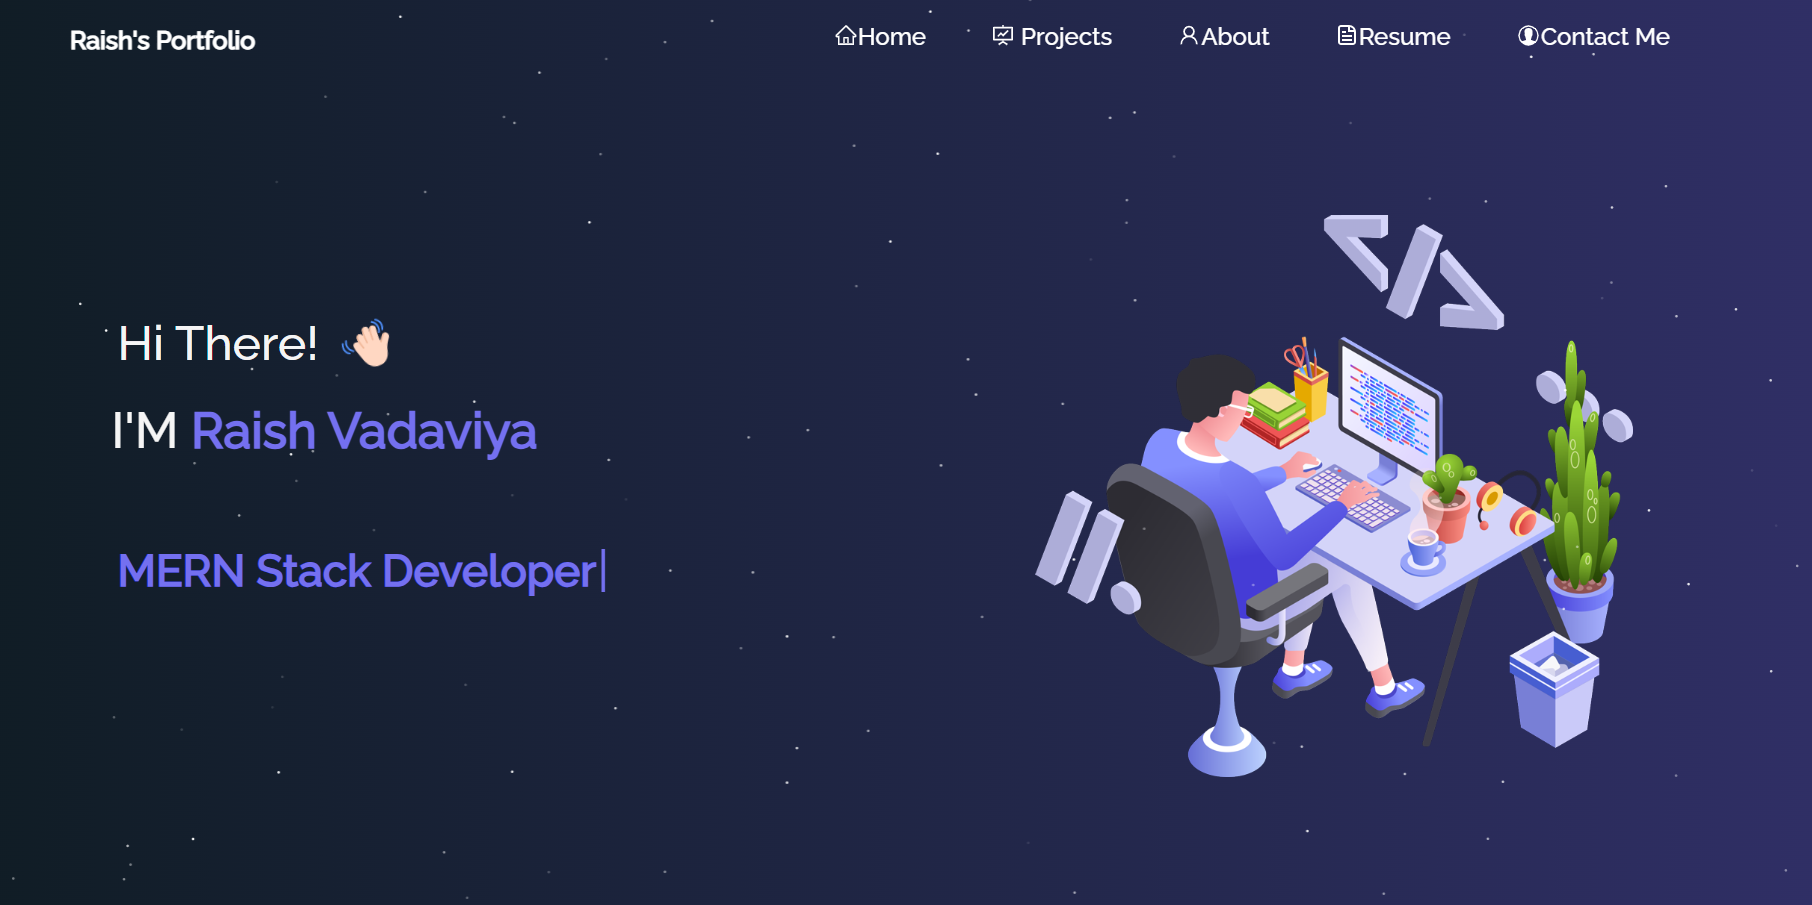 Raish's Portfolio
Home Projects About Resume Contact Me
</>
Hi There! 👋🏻
I'M Raish Vadaviya
//
MERN Stack Developer|